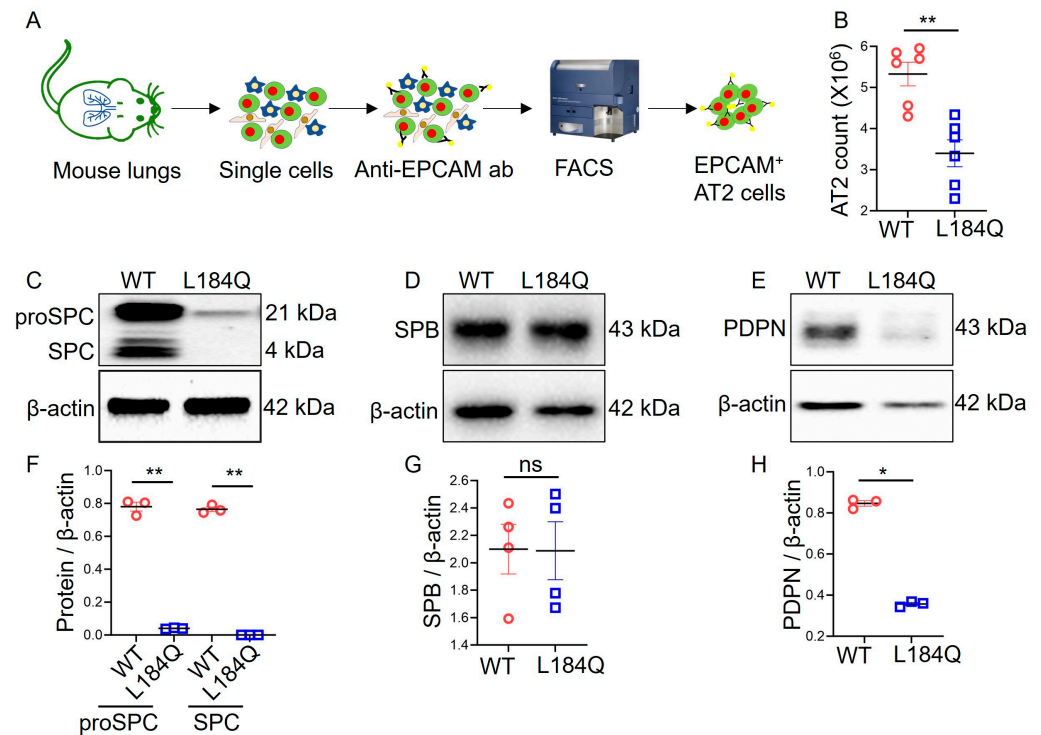 A
Mouse lungs
Single cells
Anti-EPCAM ab
FACS
EPCAM⁺
AT2 cells
B
**
AT2 count (X10⁶)
6
5
4
3
2
WT
L184Q
C
WT L184Q
proSPC
21 kDa
SPC
4 kDa
β-actin
42 kDa
D
WT L184Q
SPB
43 kDa
β-actin
42 kDa
E
WT L184Q
PDPN
43 kDa
β-actin
42 kDa
F
** **
Protein / β-actin
1.0
0.8
0.6
0.4
0.2
0.0
WT
L184Q
WT
L184Q
proSPC
SPC
G
ns
SPB / β-actin
2.6
2.4
2.2
2.0
1.8
1.6
1.4
WT
L184Q
H
*
PDPN / β-actin
1.0
0.8
0.6
0.4
0.2
WT
L184Q